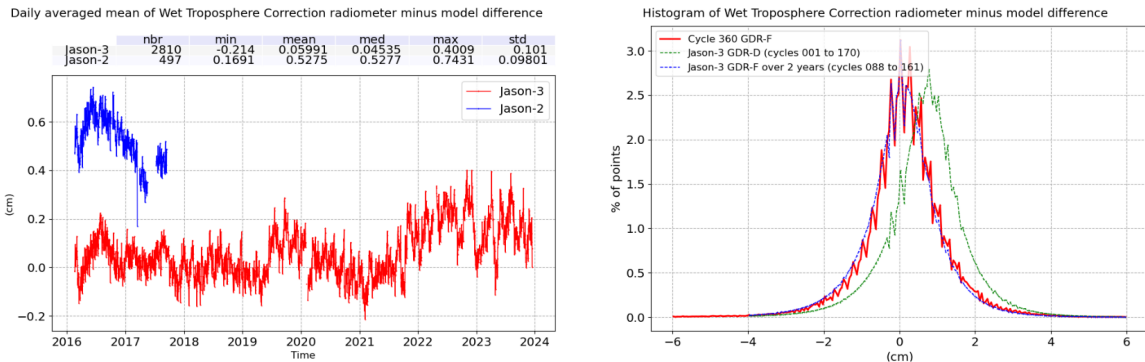 Daily averaged mean of Wet Troposphere Correction radiometer minus model difference
nbr min mean med max std
Jason-3 2810 -0.214 0.05991 0.04535 0.4009 0.101
Jason-2 497 0.1691 0.5275 0.5277 0.7431 0.09801
Jason-3
Jason-2
0.6
0.4
0.2
0.0
−0.2
(cm)
2016 2017 2018 2019 2020 2021 2022 2023 2024
Time
Histogram of Wet Troposphere Correction radiometer minus model difference
Cycle 360 GDR-F
Jason-3 GDR-D (cycles 001 to 170)
Jason-3 GDR-F over 2 years (cycles 088 to 161)
3.0
2.5
2.0
1.5
1.0
0.5
0.0
% of points
−6 −4 −2 0 2 4 6
(cm)